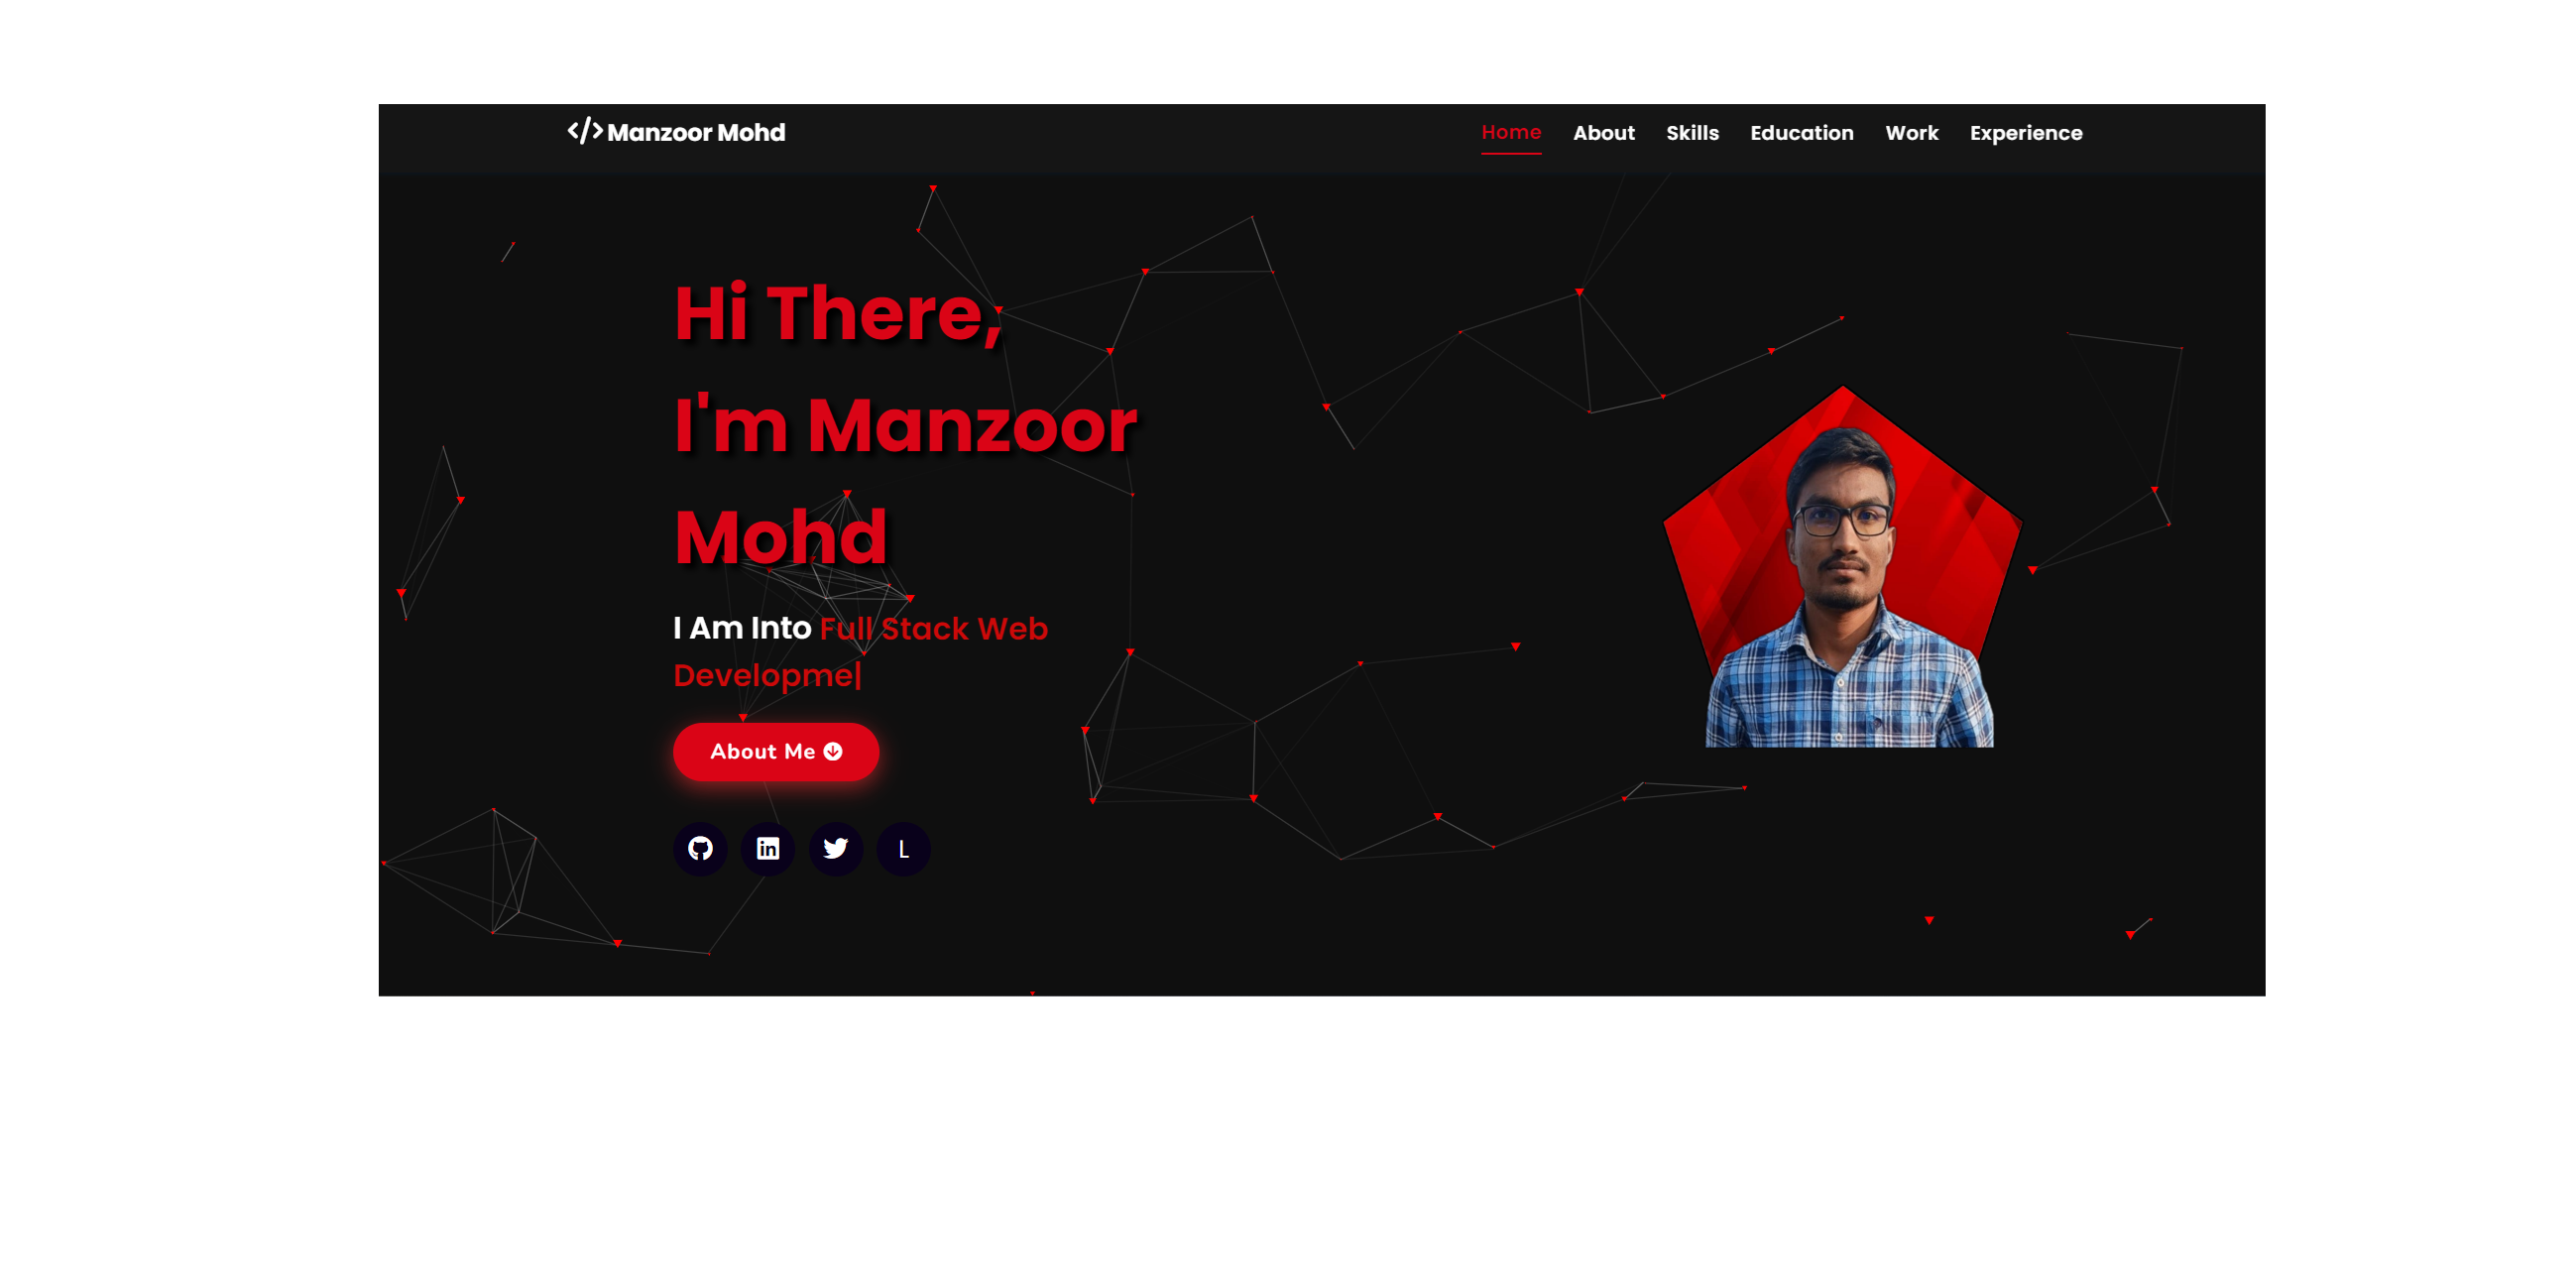 </> Manzoor Mohd
Home About Skills Education Work Experience
Hi There,
I'm Manzoor
Mohd
I Am Into Full Stack Web
Developme|
About Me
in
L